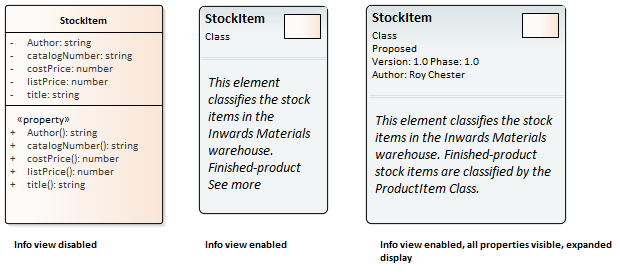 StockItem
- Author: string
- catalogNumber: string
- costPrice: number
- listPrice: number
- title: string
«property»
+ Author(): string
+ catalogNumber(): string
+ costPrice(): number
+ listPrice(): number
+ title(): string
Info view disabled
StockItem
Class
This element
classifies the stock
items in the
Inwards Materials
warehouse.
Finished-product
See more
Info view enabled
StockItem
Class
Proposed
Version: 1.0 Phase: 1.0
Author: Roy Chester
This element classifies the stock
items in the Inwards Materials
warehouse. Finished-product
stock items are classified by the
ProductItem Class.
Info view enabled, all properties visible, expanded
display